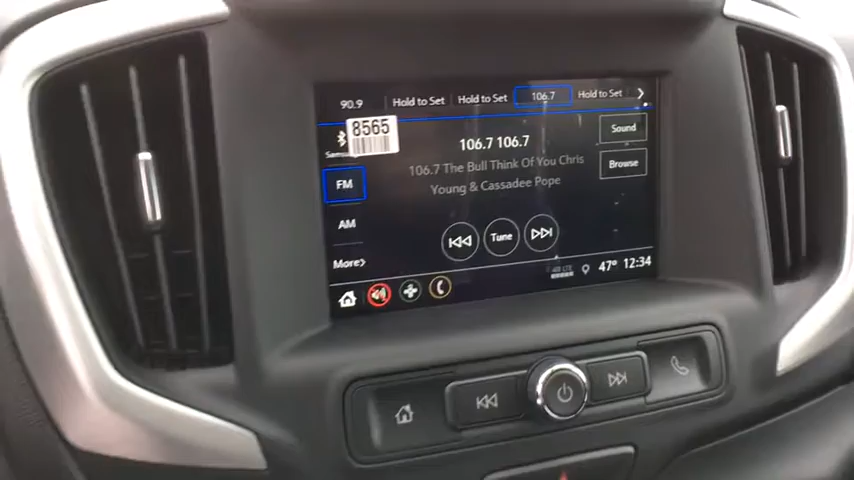 90.9
Hold to Set
Hold to Set
106.7
Hold to Set
8565
106.7 106.7
Sound
106.7 The Bull Think Of You Chris
Young & Cassadee Pope
Browse
FM
AM
Tune
More
4G LTE
47°
12:34